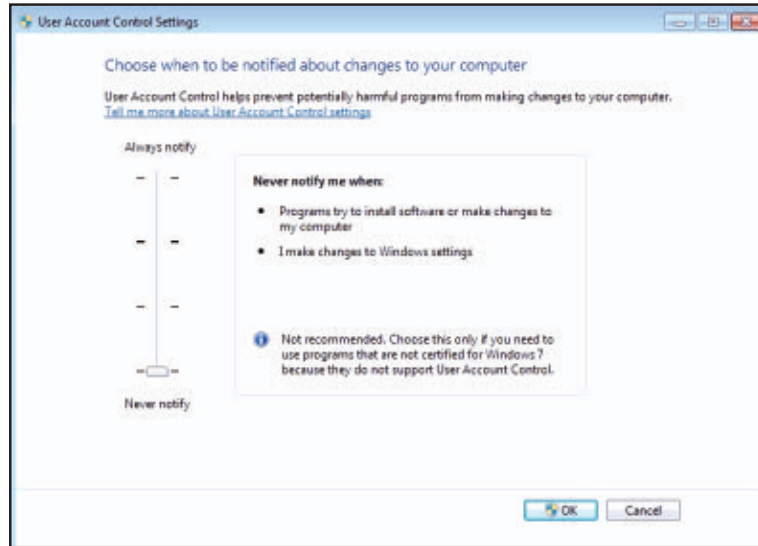 User Account Control Settings
Choose when to be notified about changes to your computer
User Account Control helps prevent potentially harmful programs from making changes to your computer.
Tell me more about User Account Control settings
Always notify
Never notify me when:
• Programs try to install software or make changes to
my computer
• I make changes to Windows settings
Not recommended. Choose this only if you need to
use programs that are not certified for Windows 7
because they do not support User Account Control.
Never notify
OK Cancel